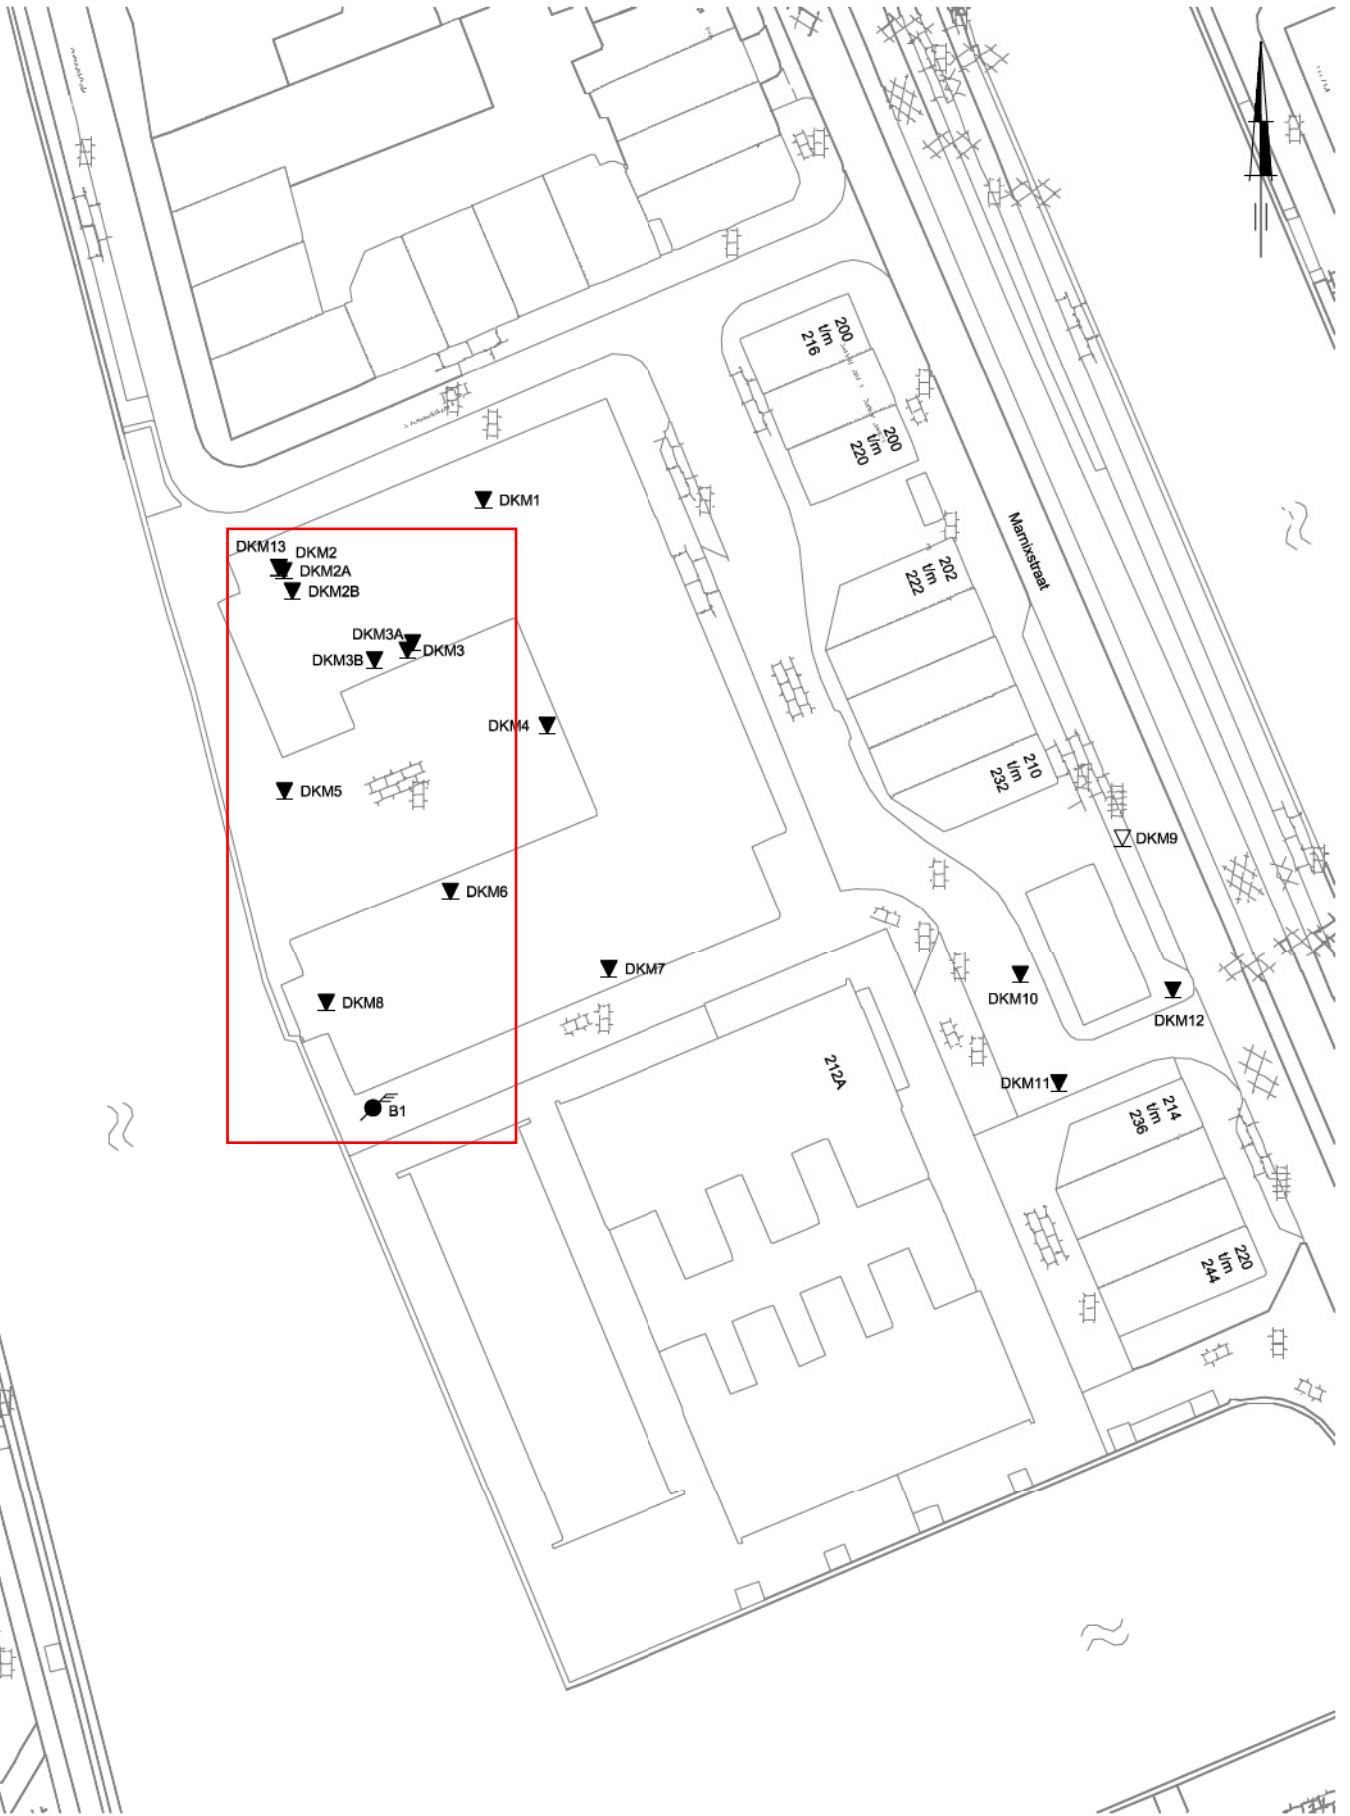 200
t/m
216
200
t/m
220
DKM1
Marnixstraat
DKM13
DKM2
DKM2A
DKM2B
202
t/m
222
DKM3A
DKM3
DKM3B
DKM4
210
t/m
232
DKM5
DKM9
DKM6
DKM7
DKM10
DKM8
DKM12
212A
DKM11
B1
214
t/m
236
220
t/m
244